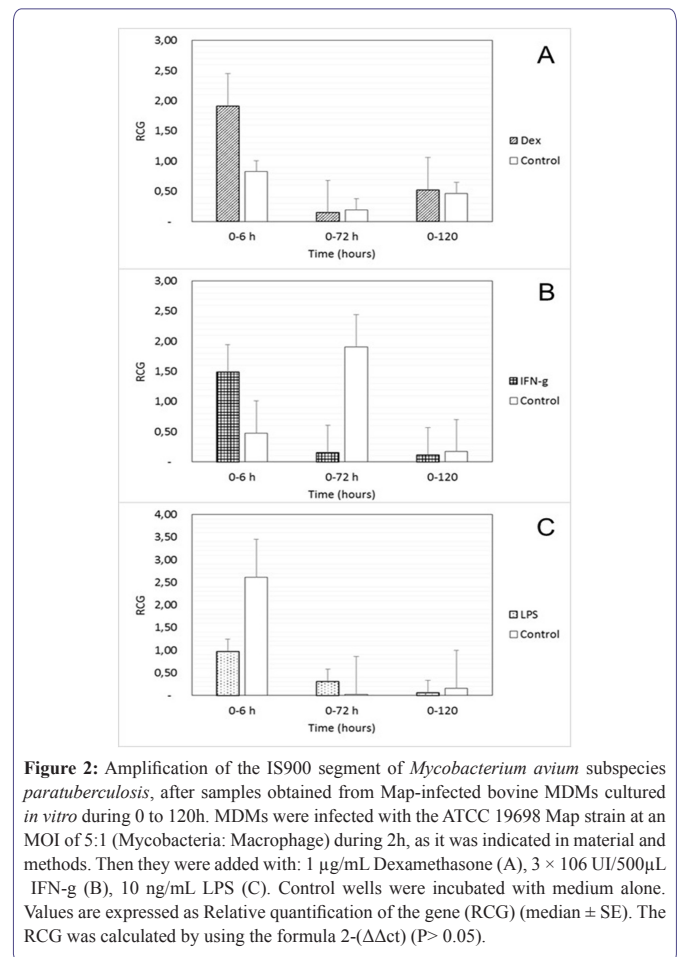 3,00
A
2,50
2,00
RCG
1,50
Dex
Control
1,00
0,50
-
0-6 h
0-72 h
0-120
Time (hours)
3,00
B
2,50
2,00
RCG
1,50
IFN-g
Control
1,00
0,50
-
0-6 h
0-72 h
0-120
Time (hours)
4,00
C
3,50
3,00
2,50
RCG
2,00
LPS
Control
1,50
1,00
0,50
-
0-6 h
0-72 h
0-120
Time (hours)
Figure 2: Amplification of the IS900 segment of Mycobacterium avium subspecies
paratuberculosis, after samples obtained from Map-infected bovine MDMs cultured
in vitro during 0 to 120h. MDMs were infected with the ATCC 19698 Map strain at an
MOI of 5:1 (Mycobacteria: Macrophage) during 2h, as it was indicated in material and
methods. Then they were added with: 1 µg/mL Dexamethasone (A), 3 × 106 UI/500µL
IFN-g (B), 10 ng/mL LPS (C). Control wells were incubated with medium alone.
Values are expressed as Relative quantification of the gene (RCG) (median ± SE). The
RCG was calculated by using the formula 2-(ΔΔct) (P> 0.05).